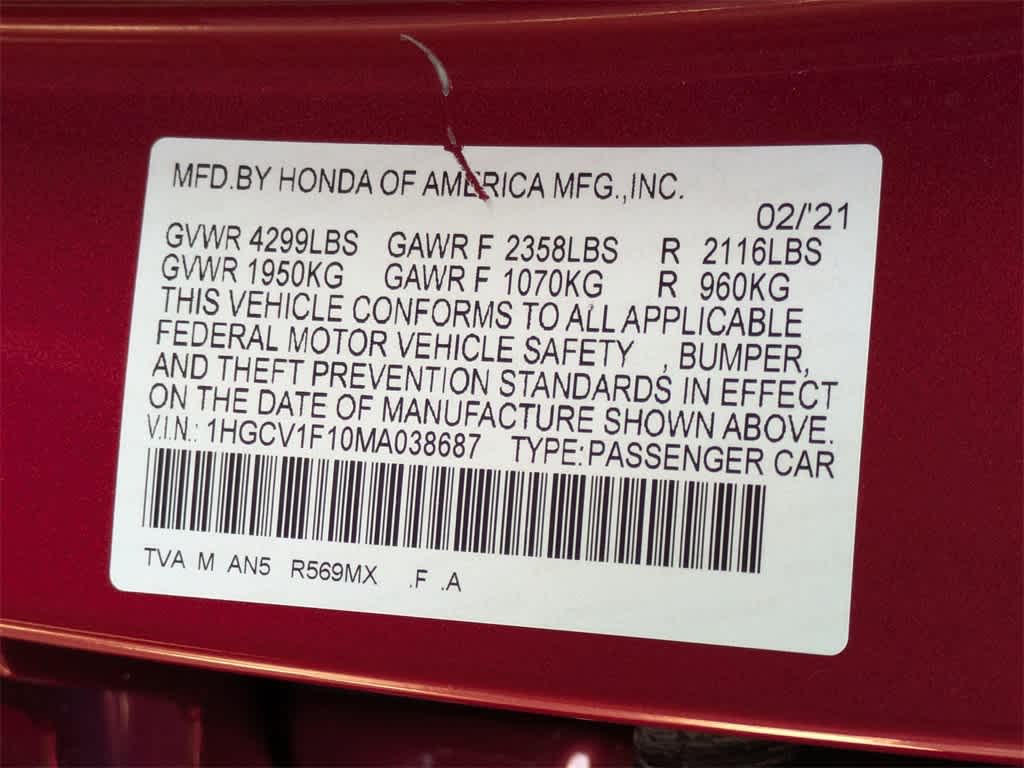 MFD.BY HONDA OF AMERICA MFG.,INC.
02/'21
GVWR 4299LBS GAWR F 2358LBS R 2116LBS
GVWR 1950KG GAWR F 1070KG R 960KG
THIS VEHICLE CONFORMS TO ALL APPLICABLE
FEDERAL MOTOR VEHICLE SAFETY , BUMPER,
AND THEFT PREVENTION STANDARDS IN EFFECT
ON THE DATE OF MANUFACTURE SHOWN ABOVE.
V.I.N.: 1HGCV1F10MA038687 TYPE:PASSENGER CAR
TVA M AN5 R569MX .F .A